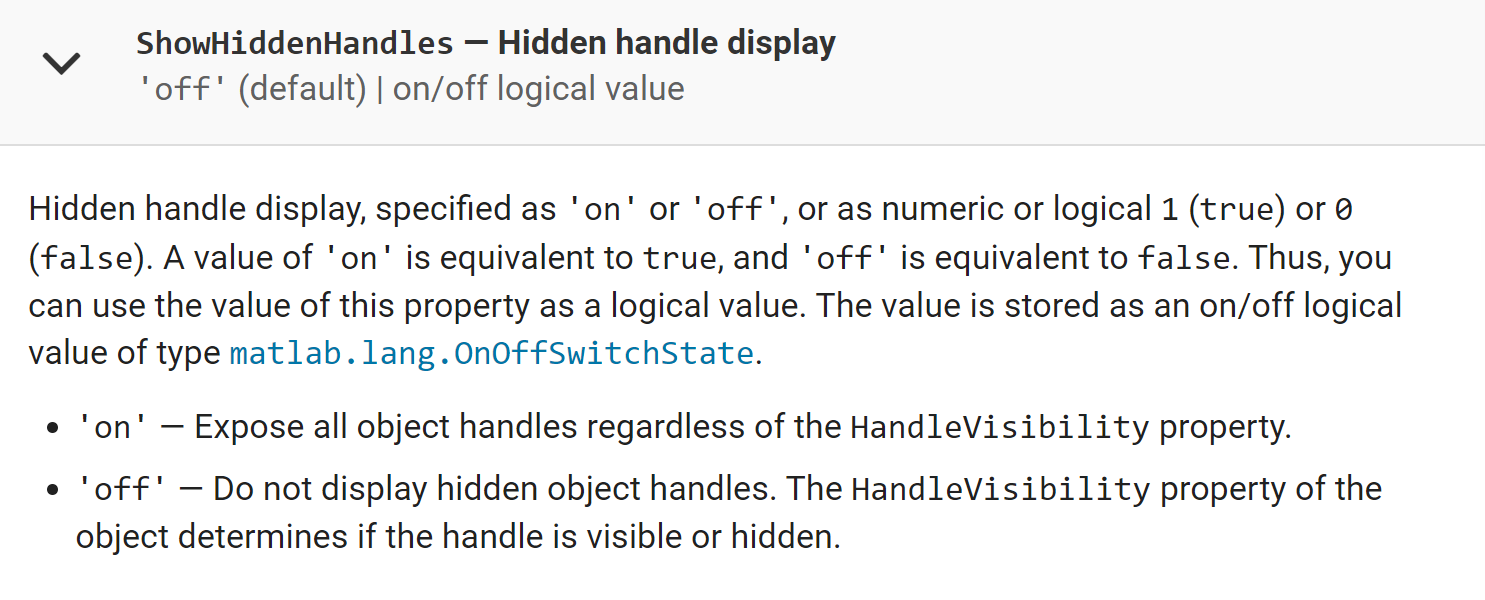 ShowHiddenHandles — Hidden handle display
'off' (default) | on/off logical value
Hidden handle display, specified as 'on' or 'off', or as numeric or logical 1 (true) or 0
(false). A value of 'on' is equivalent to true, and 'off' is equivalent to false. Thus, you
can use the value of this property as a logical value. The value is stored as an on/off logical
value of type matlab.lang.OnOffSwitchState.
• 'on' — Expose all object handles regardless of the HandleVisibility property.
• 'off' — Do not display hidden object handles. The HandleVisibility property of the
object determines if the handle is visible or hidden.